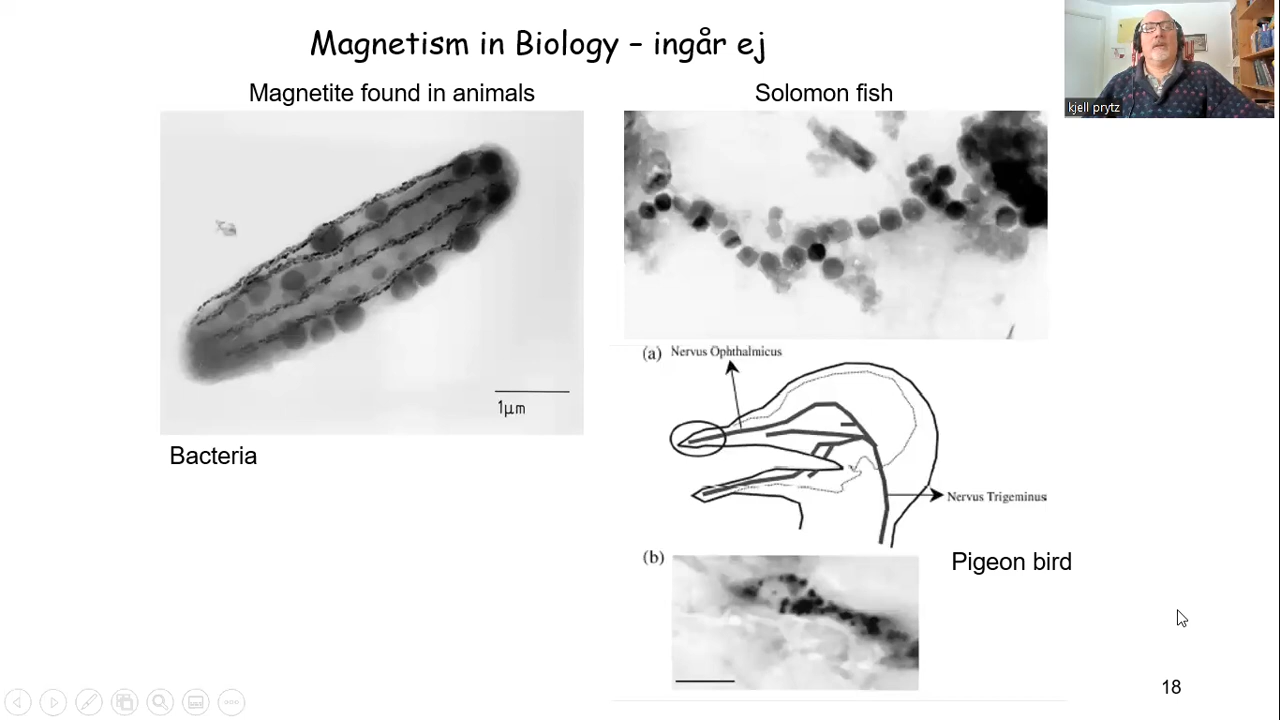 Magnetism in Biology – ingår ej
Magnetite found in animals
Solomon fish
kjell prytz
1µm
Bacteria
(a) Nervus Ophthalmicus
Nervus Trigeminus
(b)
Pigeon bird
18